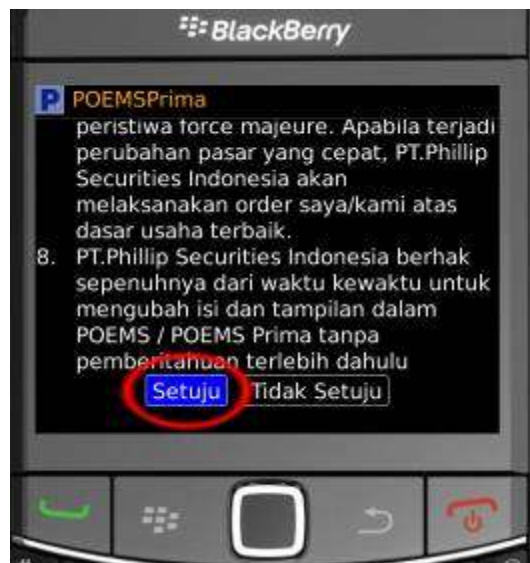 BlackBerry
P POEMSPrima
peristiwa force majeure. Apabila terjadi
perubahan pasar yang cepat, PT.Phillip
Securities Indonesia akan
melaksanakan order saya/kami atas
dasar usaha terbaik.
8. PT.Phillip Securities Indonesia berhak
sepenuhnya dari waktu kewaktu untuk
mengubah isi dan tampilan dalam
POEMS / POEMS Prima tanpa
pemberitahuan terlebih dahulu
Setuju Tidak Setuju